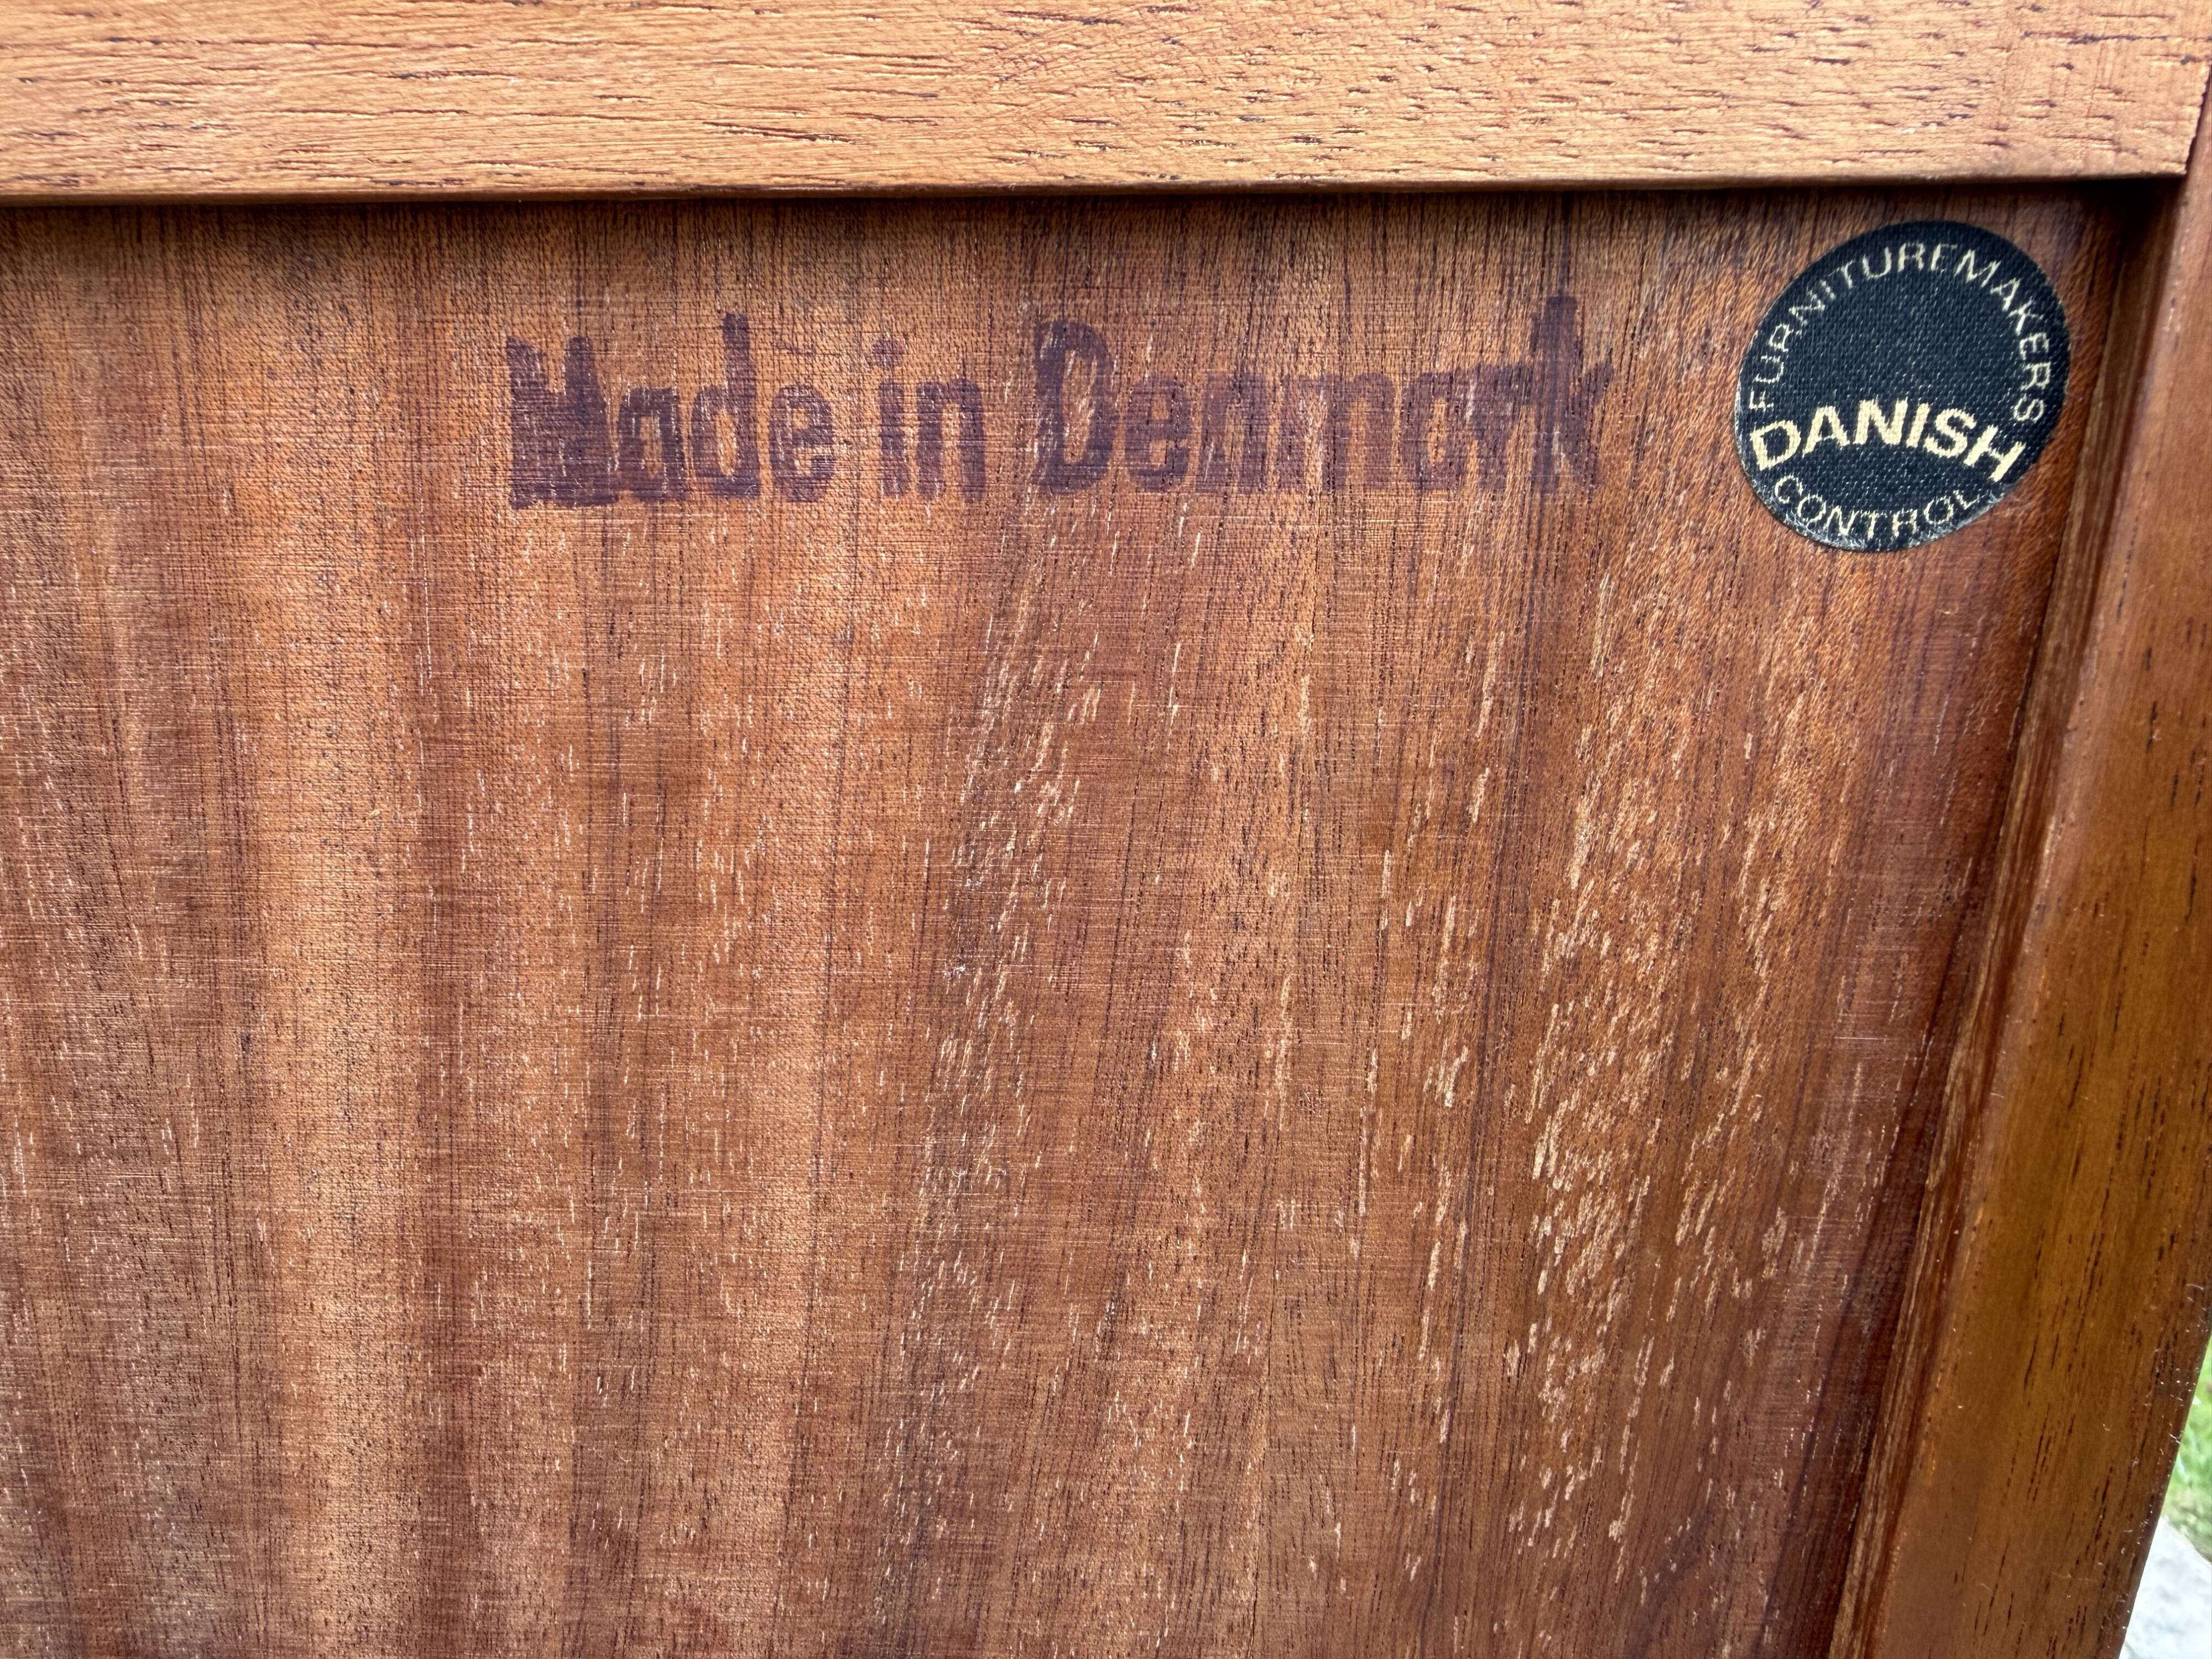 Made in Denmark
FURNITUREMAKERS
DANISH
CONTROL